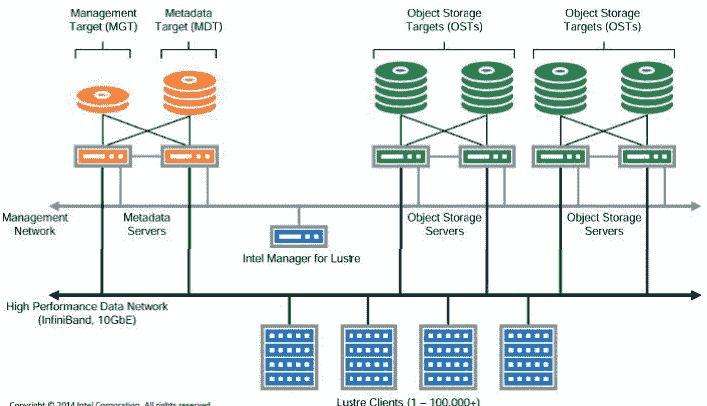 Management
Target (MGT)
Metadata
Target (MDT)
Object Storage
Targets (OSTs)
Object Storage
Targets (OSTs)
Management
Network
Metadata
Servers
Object Storage
Servers
Object Storage
Servers
Intel Manager for Lustre
High Performance Data Network
(InfiniBand, 10GbE)
Lustre Clients (1 – 100,000+)
Copyright © 2014 Intel Corporation. All rights reserved